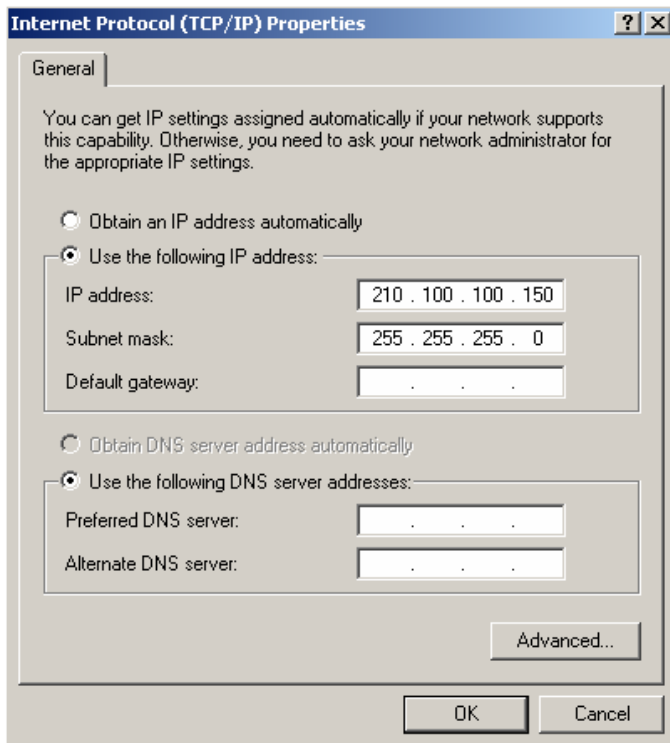 Internet Protocol (TCP/IP) Properties
General
You can get IP settings assigned automatically if your network supports
this capability. Otherwise, you need to ask your network administrator for
the appropriate IP settings.
Obtain an IP address automatically
Use the following IP address:
IP address: 210 . 100 . 100 . 150
Subnet mask: 255 . 255 . 255 . 0
Default gateway: . . .
Obtain DNS server address automatically
Use the following DNS server addresses:
Preferred DNS server: . . .
Alternate DNS server: . . .
Advanced...
OK Cancel